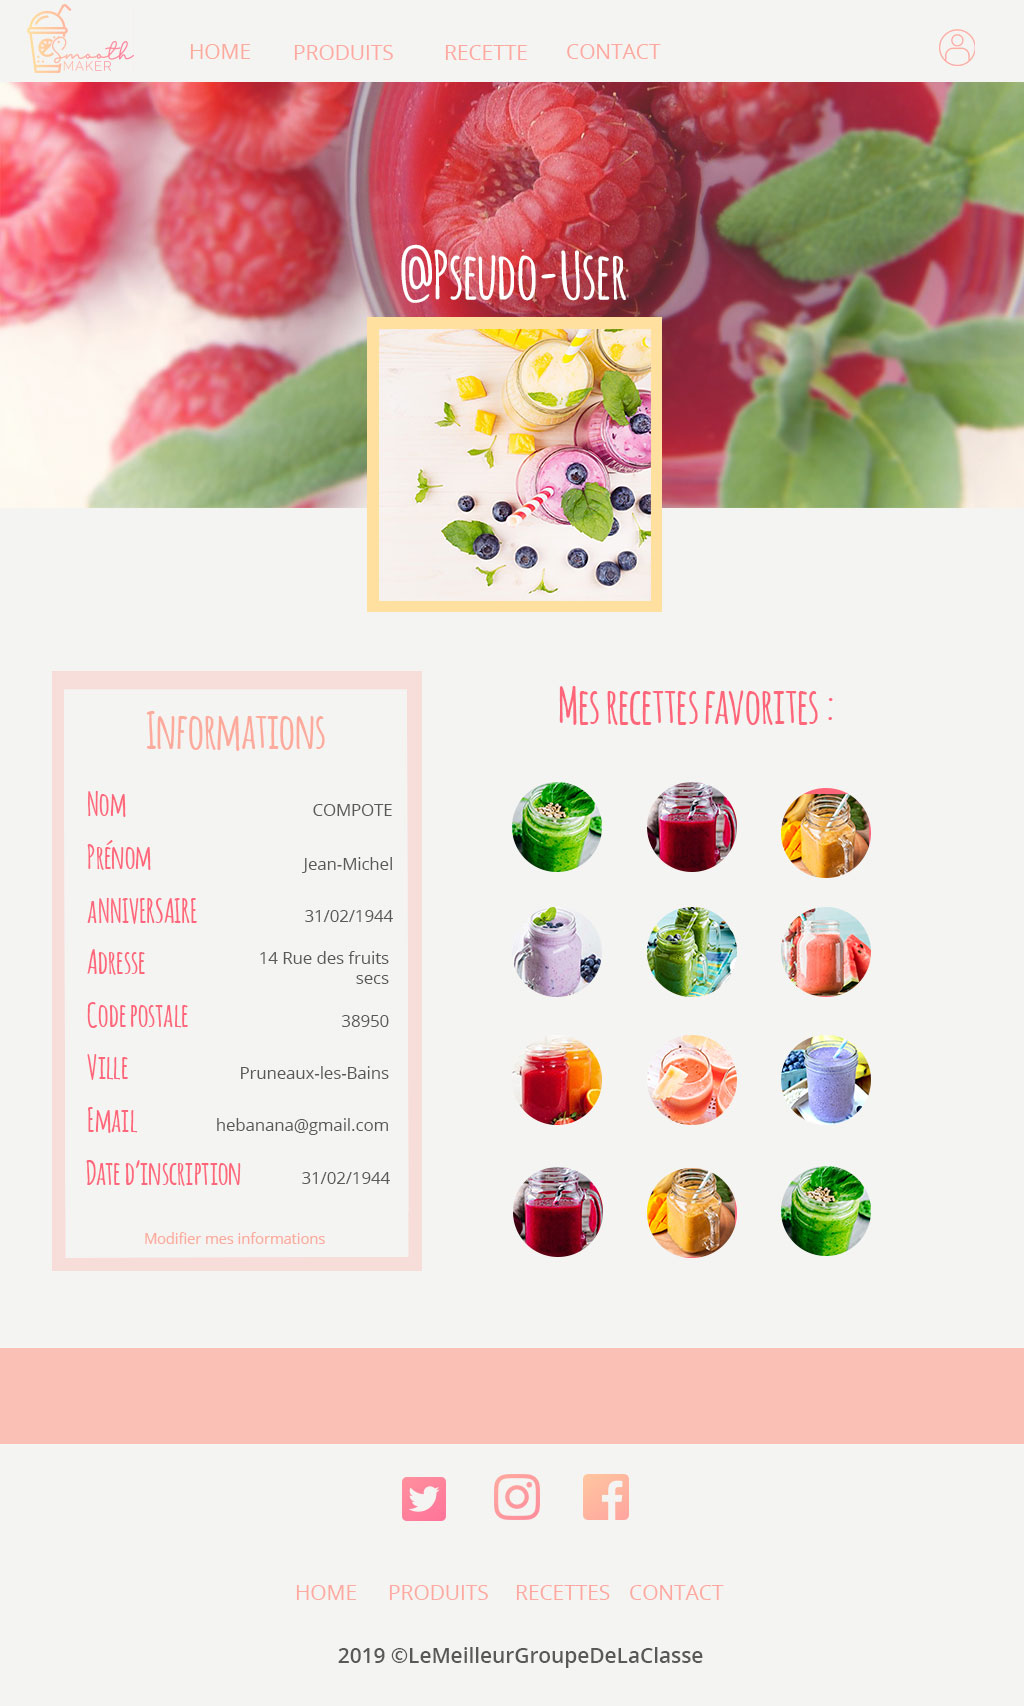 Smooth
MAKER
HOME PRODUITS RECETTE CONTACT
@Pseudo-User
Informations
Nom COMPOTE
Prénom Jean-Michel
anniversaire 31/02/1944
Adresse 14 Rue des fruits
secs
Code postale 38950
Ville Pruneaux-les-Bains
Email hebanana@gmail.com
Date d'inscription 31/02/1944
Modifier mes informations
Mes recettes favorites :
HOME PRODUITS RECETTES CONTACT
2019 ©LeMeilleurGroupeDeLaClasse